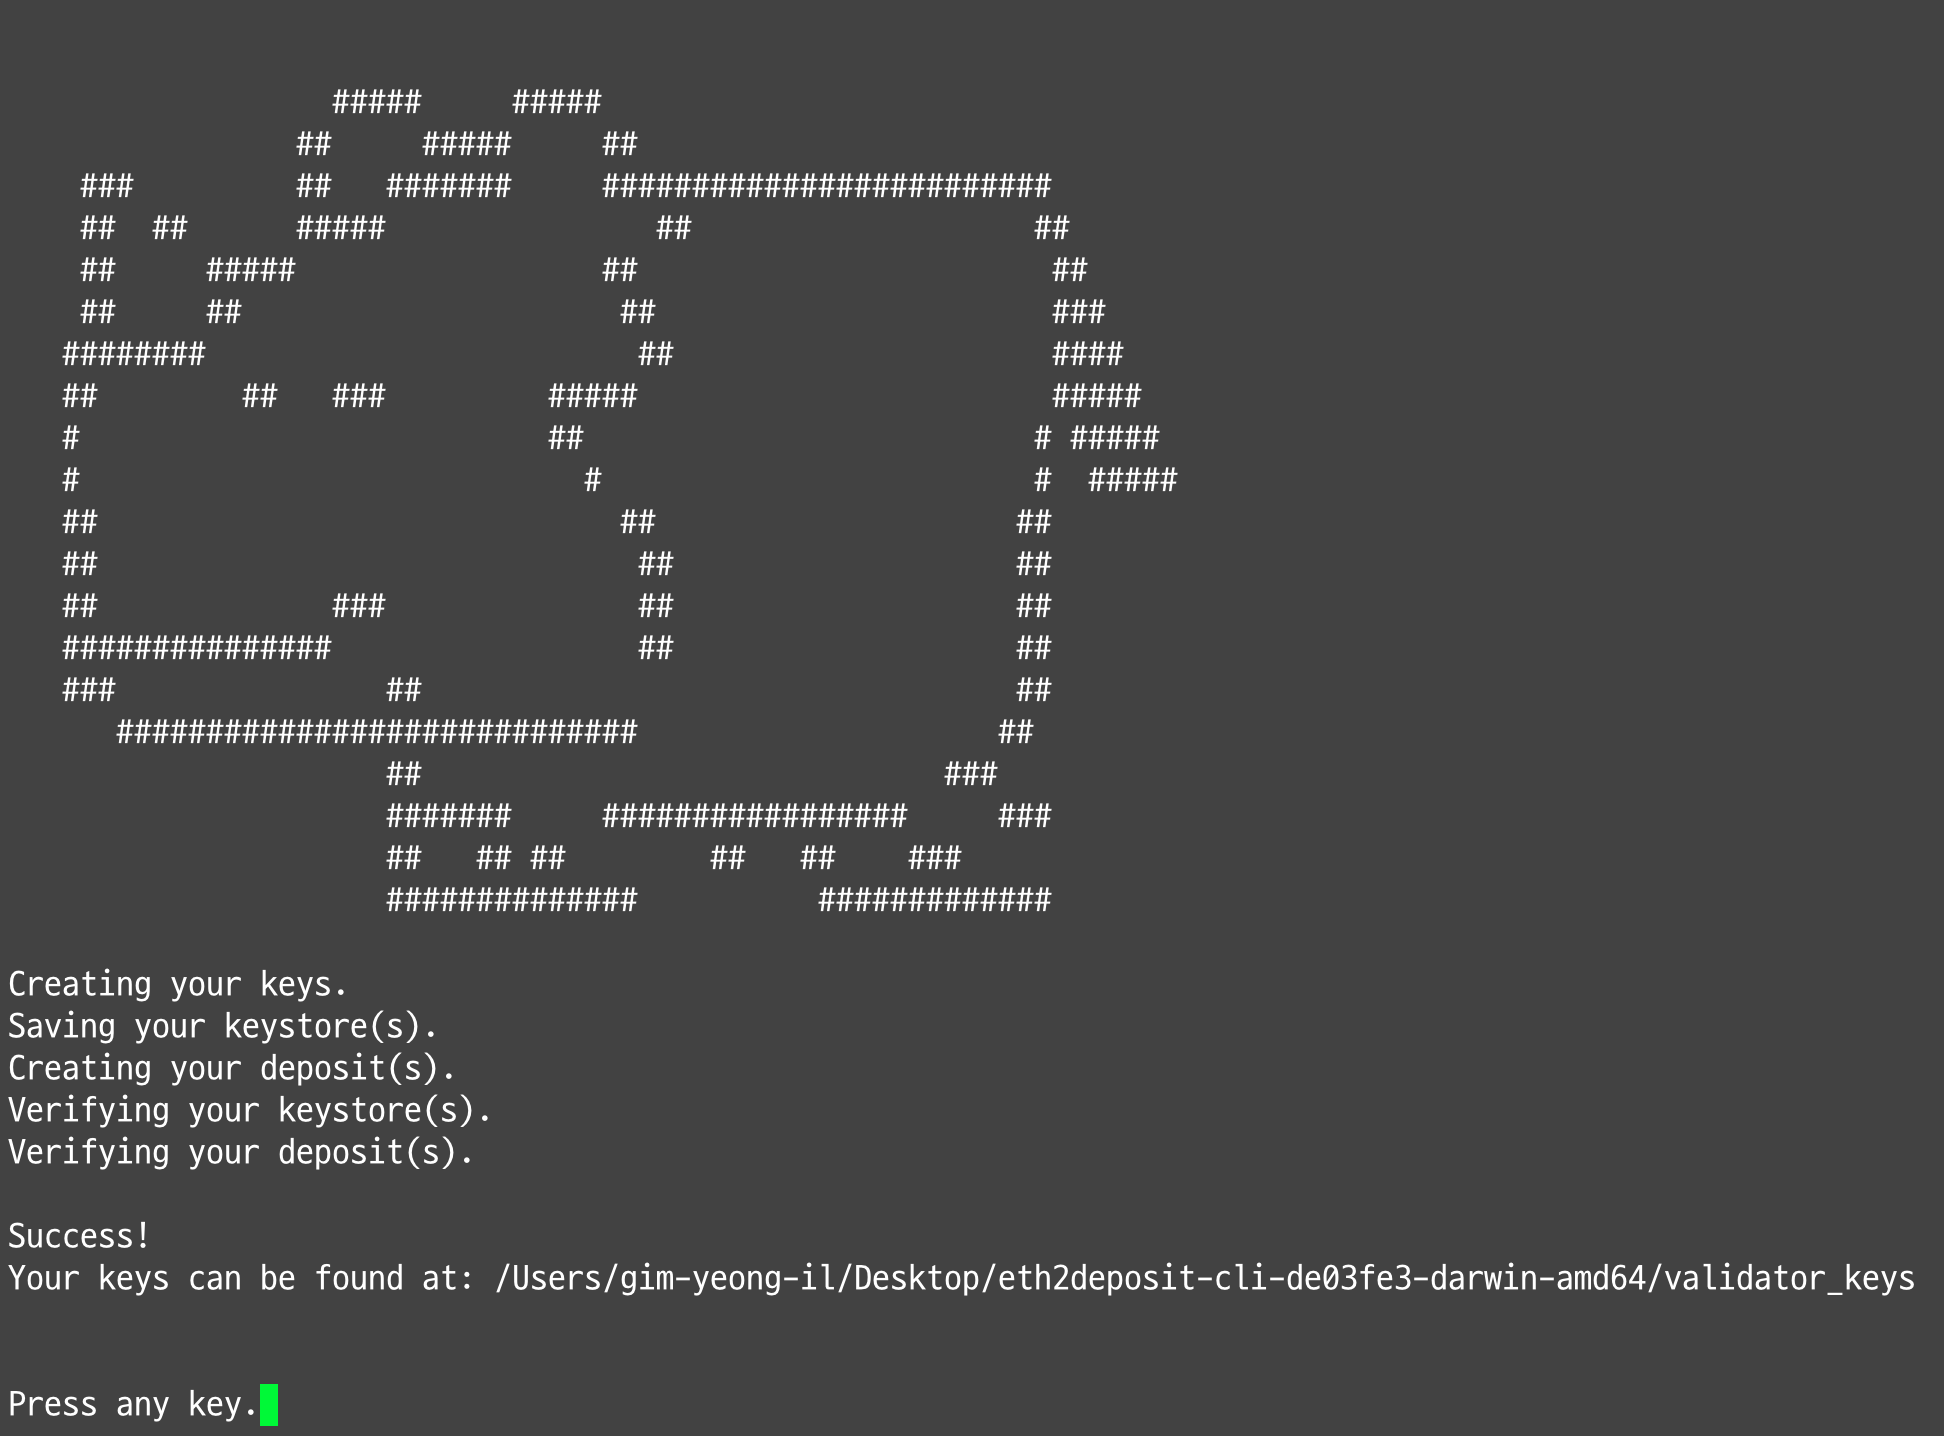 Creating your keys.
Saving your keystore(s).
Creating your deposit(s).
Verifying your keystore(s).
Verifying your deposit(s).
Success!
Your keys can be found at: /Users/gim-yeong-il/Desktop/eth2deposit-cli-de03fe3-darwin-amd64/validator_keys
Press any key.